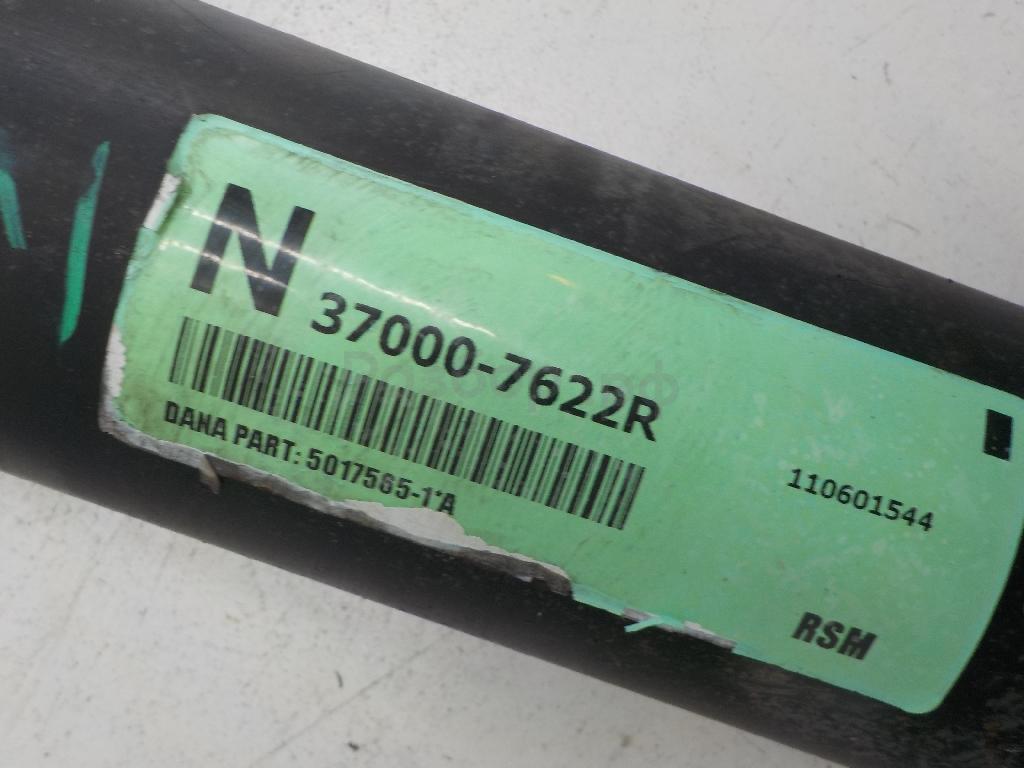 N 37000-7622R
DANA PART: 5017565-1*A
110601544
RSM